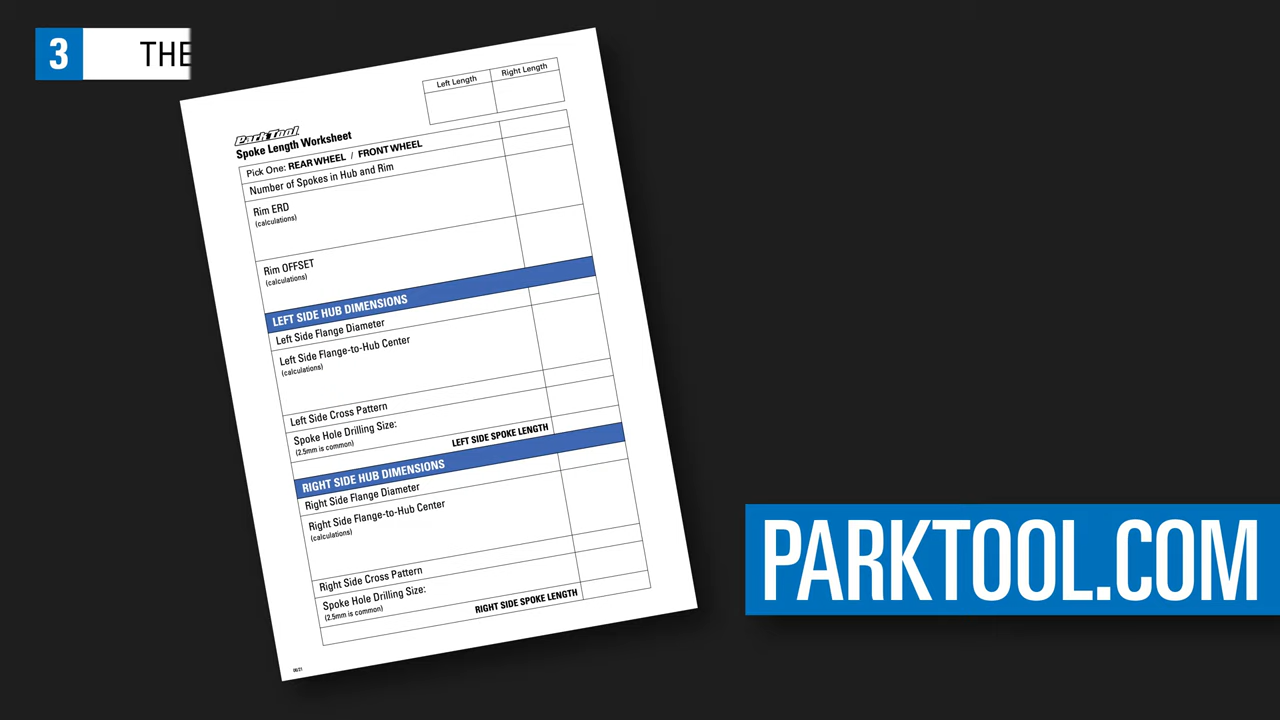 3 THE
Left Length Right Length
Park Tool
Spoke Length Worksheet
Pick One: REAR WHEEL / FRONT WHEEL
Number of Spokes in Hub and Rim
Rim ERD
(calculations)
Rim OFFSET
(calculations)
LEFT SIDE HUB DIMENSIONS
Left Side Flange Diameter
Left Side Flange-to-Hub Center
(calculations)
Left Side Cross Pattern
Spoke Hole Drilling Size:
(2.5mm is common)
LEFT SIDE SPOKE LENGTH
RIGHT SIDE HUB DIMENSIONS
Right Side Flange Diameter
Right Side Flange-to-Hub Center
(calculations)
Right Side Cross Pattern
Spoke Hole Drilling Size:
(2.5mm is common)
RIGHT SIDE SPOKE LENGTH
PARKTOOL.COM